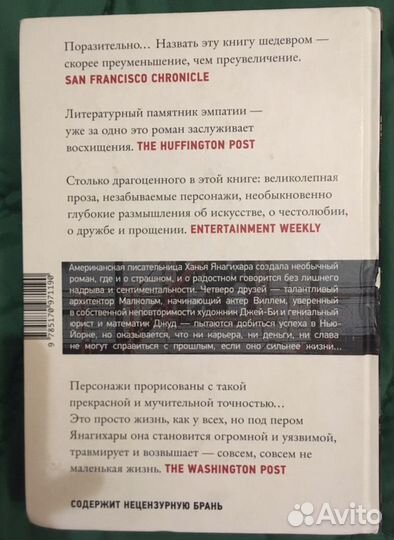 Поразительно... Назвать эту книгу шедевром —
скорее преуменьшение, чем преувеличение.
SAN FRANCISCO CHRONICLE
Литературный памятник эмпатии —
уже за одно это роман заслуживает
восхищения. THE HUFFINGTON POST
Столько драгоценного в этой книге: великолепная
проза, незабываемые персонажи, необыкновенно
глубокие размышления об искусстве, о честолюбии,
о дружбе и прощении. ENTERTAINMENT WEEKLY
Американская писательница Ханья Янагихара создала необычный
роман, где и о страшном, и о радостном говорится без лишнего
надрыва и сентиментальности. Четверо друзей — талантливый
архитектор Малкольм, начинающий актер Виллем, уверенный
в собственной неповторимости художник Джей-Би и гениальный
юрист и математик Джуд — пытаются добиться успеха в Нью-
Йорке, но оказывается, что ни карьера, ни деньги, ни слава
не могут справиться с прошлым, если оно сильнее жизни...
9 785170 971190
Персонажи прорисованы с такой
прекрасной и мучительной точностью...
Это просто жизнь, как у всех, но под пером
Янагихары она становится огромной и уязвимой,
травмирует и возвышает — совсем, совсем не
маленькая жизнь. THE WASHINGTON POST
СОДЕРЖИТ НЕЦЕНЗУРНУЮ БРАНЬ
Avito